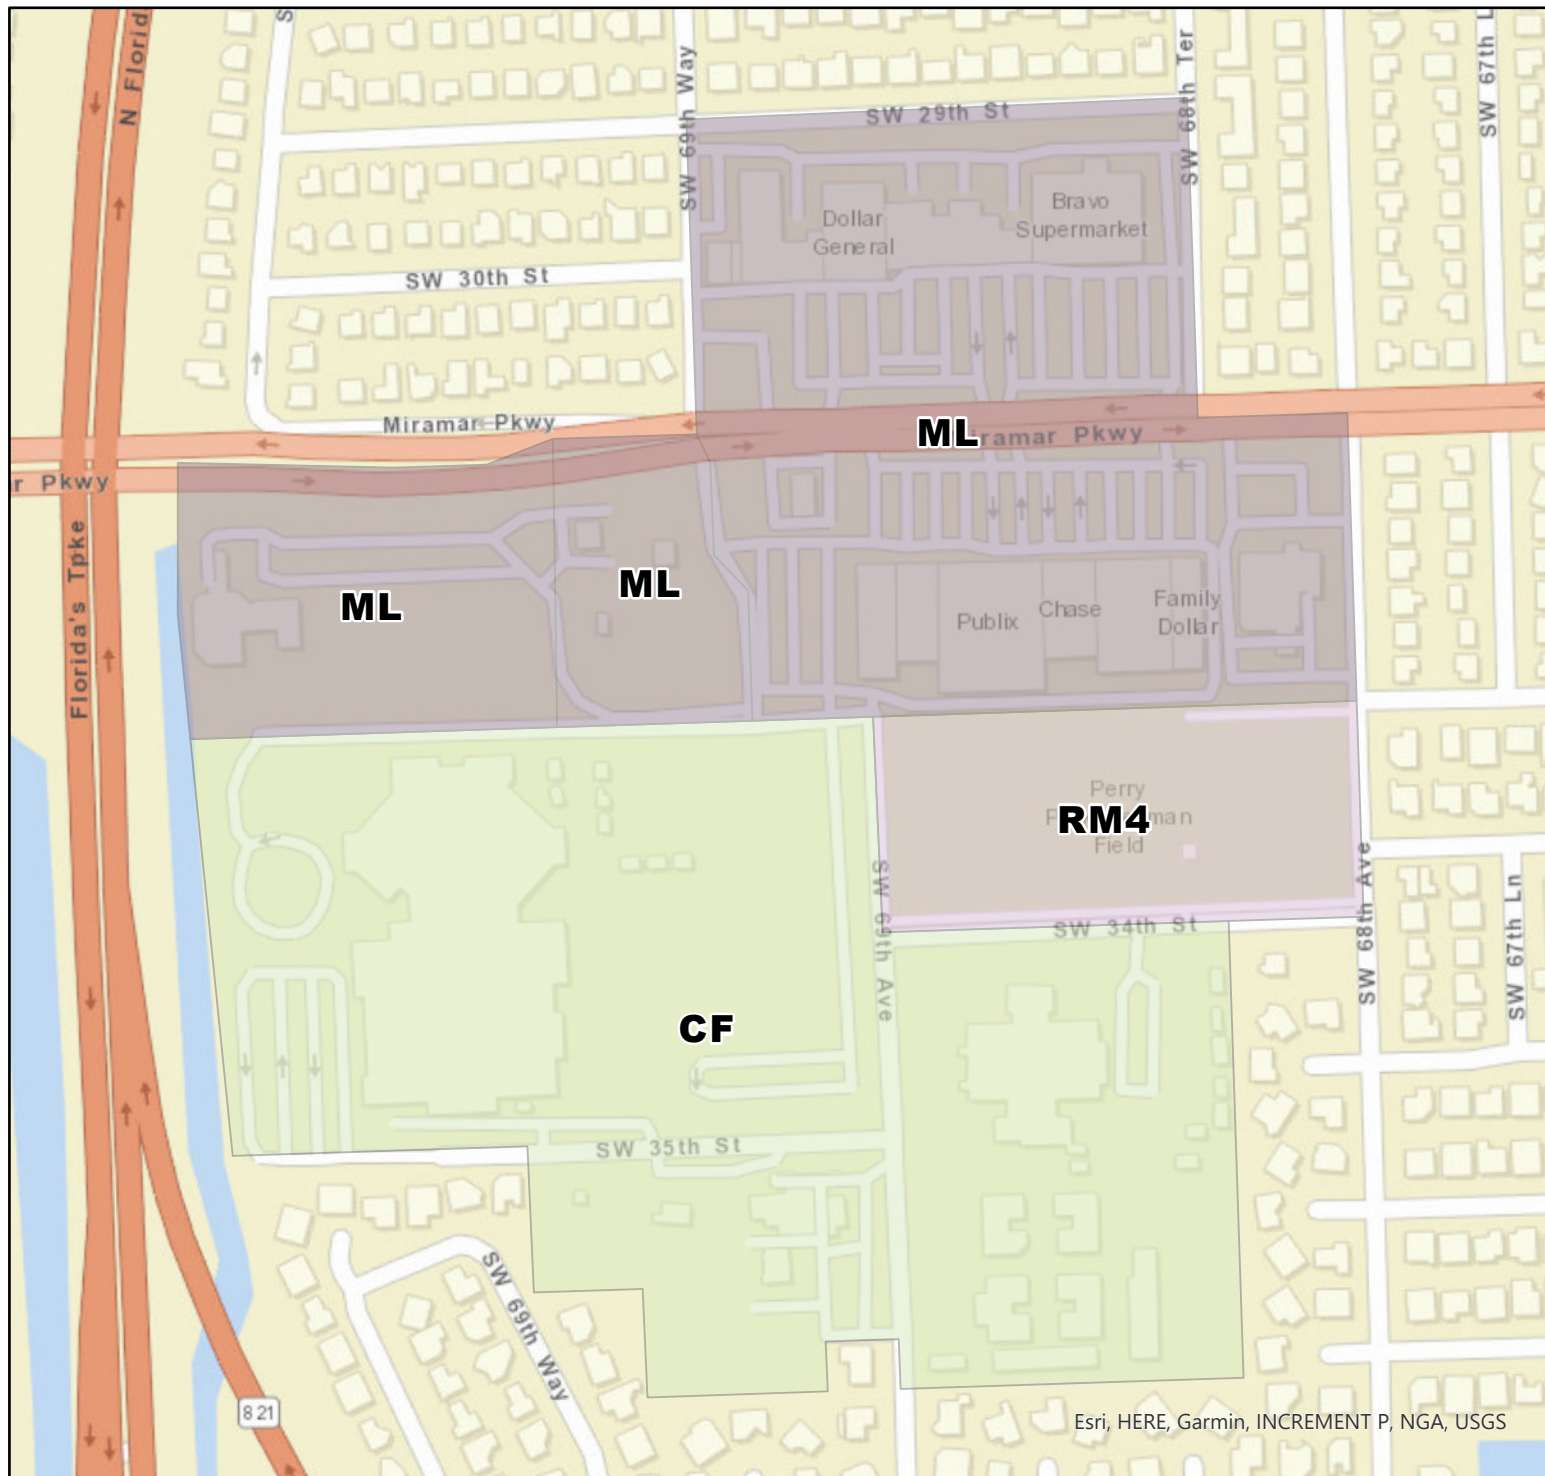 N Florid
SW 69th Way
SW 68th Ter
SW 67th L
SW 29th St
Dollar
General
Bravo
Supermarket
SW 30th St
Miramar Pkwy
ML
iramar Pkwy
r Pkwy
Florida's Tpke
ML
ML
Publix
Chase
Family
Dollar
Perry
P
man
Field
RM4
SW 69th Ave
SW 34th St
SW 68th Ave
SW 67th Ln
CF
SW 35th St
SW 69th Way
821
Esri, HERE, Garmin, INCREMENT P, NGA, USGS